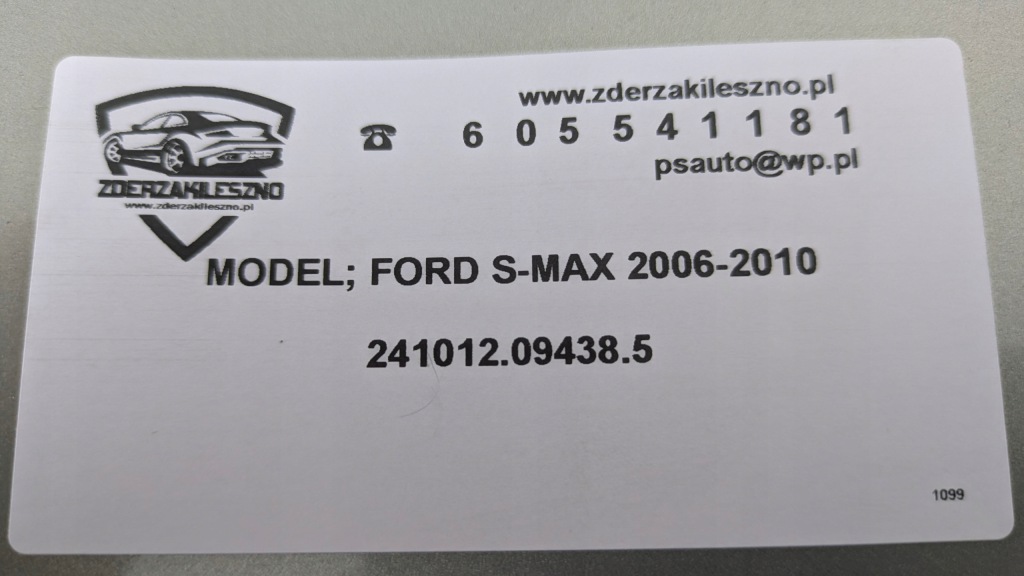 ZDERZAKILESZNO
www.zderzakileszno.pl
www.zderzakileszno.pl
☎ 6 0 5 5 4 1 1 8 1
psauto@wp.pl
MODEL; FORD S-MAX 2006-2010
241012.09438.5
1099